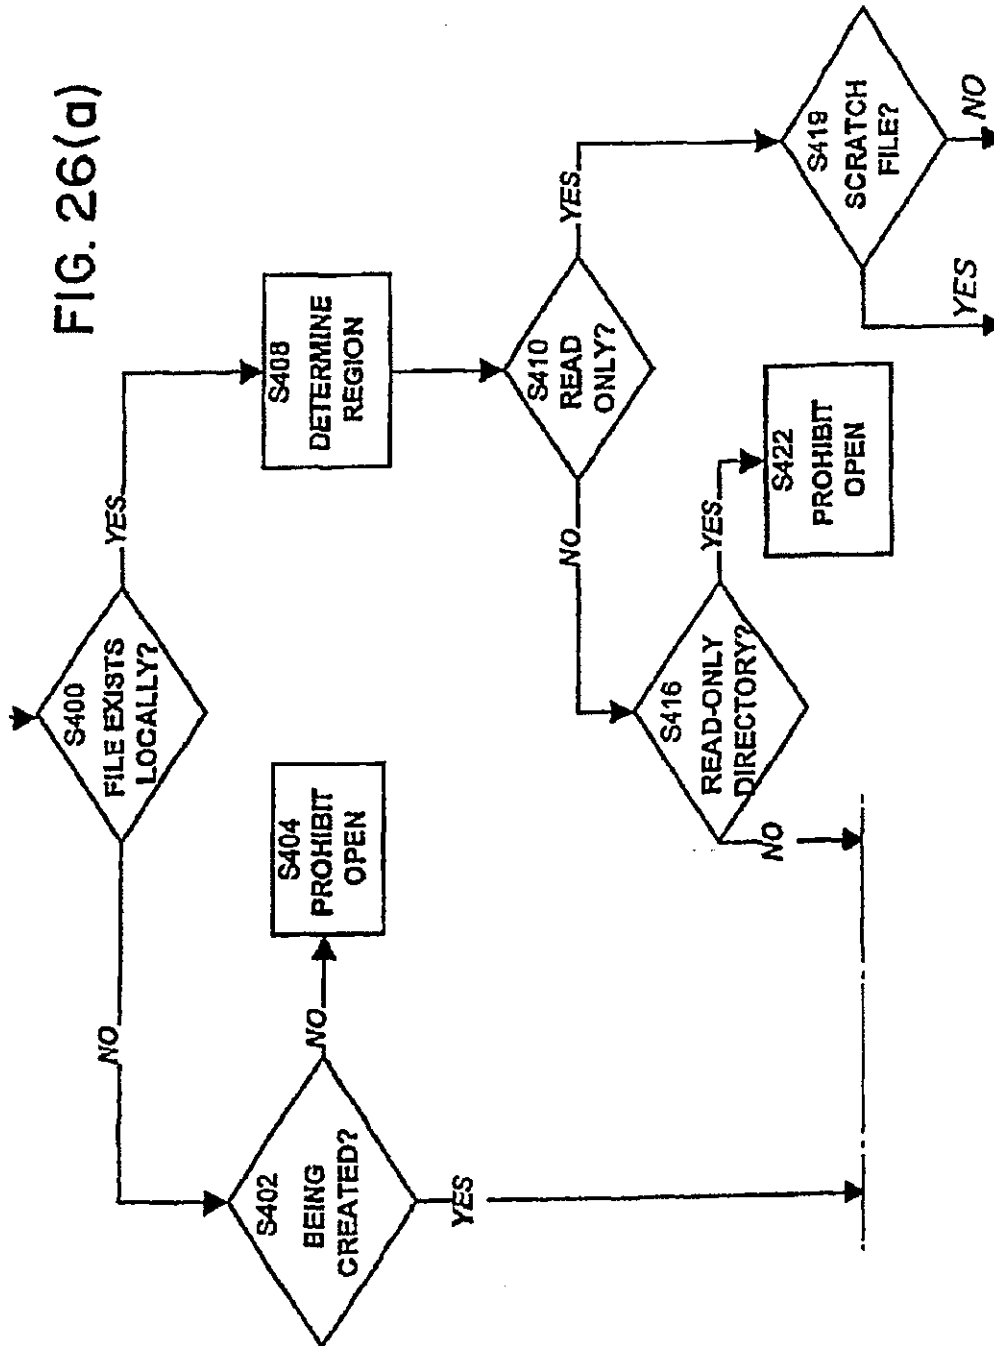 FIG. 26(a)
S400
FILE EXISTS
LOCALLY?
NO
YES
S402
BEING
CREATED?
NO
YES
S404
PROHIBIT
OPEN
S408
DETERMINE
REGION
S410
READ
ONLY?
NO
YES
S416
READ-ONLY
DIRECTORY?
YES
NO
S422
PROHIBIT
OPEN
S419
SCRATCH
FILE?
YES
NO